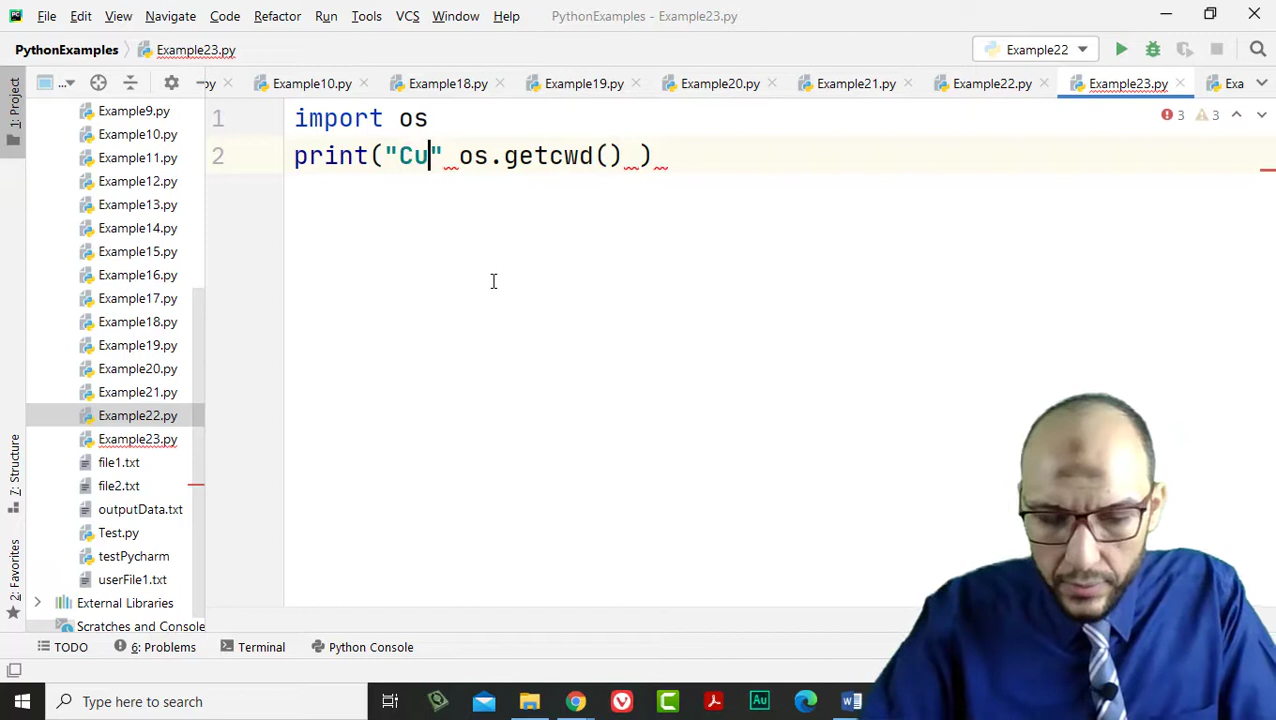 File Edit View Navigate Code Refactor Run Tools VCS Window Help PythonExamples - Example23.py
PythonExamples Example23.py Example22
1: Project
... py Example10.py Example18.py Example19.py Example20.py Example21.py Example22.py Example23.py Exa
Example9.py
Example10.py
Example11.py
Example12.py
Example13.py
Example14.py
Example15.py
Example16.py
Example17.py
Example18.py
Example19.py
Example20.py
Example21.py
Example22.py
Example23.py
file1.txt
file2.txt
outputData.txt
Test.py
testPycharm
userFile1.txt
External Libraries
Scratches and Console
1 import os
2 print("Cu" os.getcwd() )
3 3
7: Structure
2: Favorites
TODO 6: Problems Terminal Python Console
Type here to search